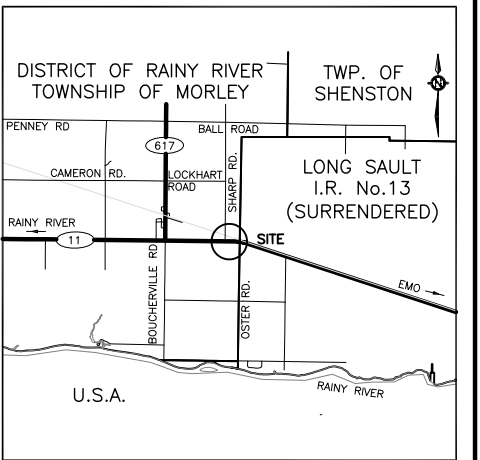 DISTRICT OF RAINY RIVER
TOWNSHIP OF MORLEY
TWP. OF
SHENSTON
N
PENNEY RD
BALL ROAD
617
CAMERON RD.
LOCKHART
ROAD
SHARP RD.
LONG SAULT
I.R. No.13
(SURRENDERED)
RAINY RIVER
11
SITE
BOUCHERVILLE RD
OSTER RD.
EMO
RAINY RIVER
U.S.A.